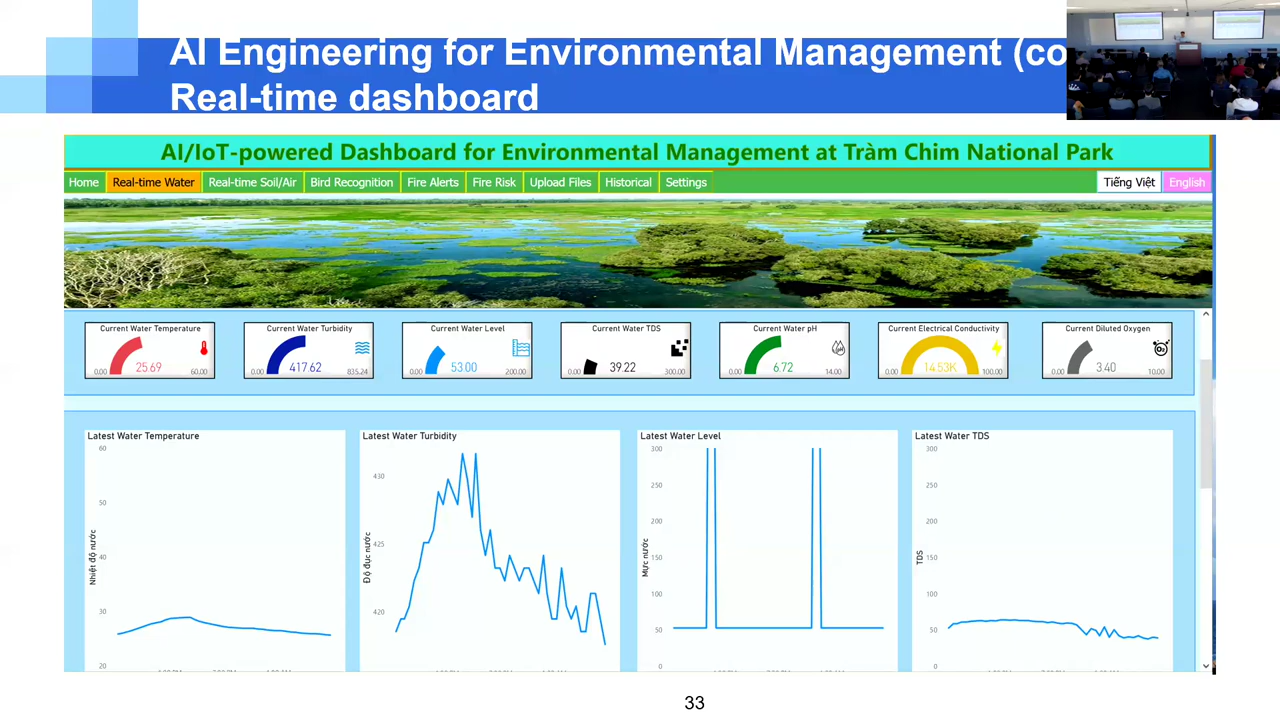 AI Engineering for Environmental Management (co
Real-time dashboard
AI/IoT-powered Dashboard for Environmental Management at Tràm Chim National Park
Home Real-time Water Real-time Soil/Air Bird Recognition Fire Alerts Fire Risk Upload Files Historical Settings Tiếng Việt English
Current Water Temperature
25.69
0.00 60.00
Current Water Turbidity
417.62
0.00 835.24
Current Water Level
53.00
0.00 200.00
Current Water TDS
39.22
0.00 300.00
Current Water pH
6.72
0.00 14.00
Current Electrical Conductivity
14.53K
0.00 100.00
Current Diluted Oxygen
O2
3.40
0.00 10.00
Latest Water Temperature
60
50
40
30
20
Nhiệt độ nước
Latest Water Turbidity
430
425
420
Độ đục nước
Latest Water Level
300
250
200
150
100
50
0
Mực nước
Latest Water TDS
300
250
200
150
100
50
0
TDS
33